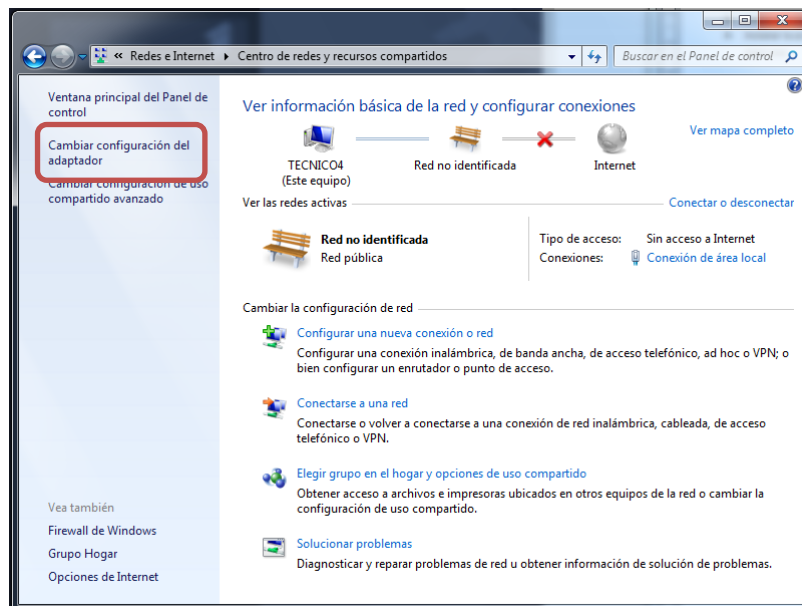 « Redes e Internet ▸ Centro de redes y recursos compartidos
Buscar en el Panel de control
Ventana principal del Panel de
control
Cambiar configuración del
adaptador
Cambiar configuración de uso
compartido avanzado
Ver información básica de la red y configurar conexiones
Ver mapa completo
TECNICO4
(Este equipo)
Red no identificada
Internet
Ver las redes activas
Conectar o desconectar
Red no identificada
Red pública
Tipo de acceso: Sin acceso a Internet
Conexiones: Conexión de área local
Cambiar la configuración de red
Configurar una nueva conexión o red
Configurar una conexión inalámbrica, de banda ancha, de acceso telefónico, ad hoc o VPN; o
bien configurar un enrutador o punto de acceso.
Conectarse a una red
Conectarse o volver a conectarse a una conexión de red inalámbrica, cableada, de acceso
telefónico o VPN.
Elegir grupo en el hogar y opciones de uso compartido
Obtener acceso a archivos e impresoras ubicados en otros equipos de la red o cambiar la
configuración de uso compartido.
Solucionar problemas
Diagnosticar y reparar problemas de red u obtener información de solución de problemas.
Vea también
Firewall de Windows
Grupo Hogar
Opciones de Internet